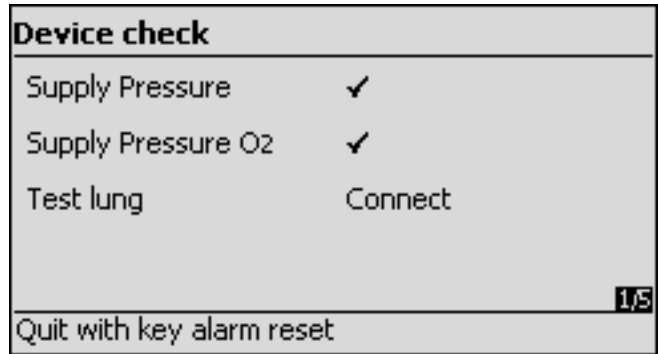 Device check
Supply Pressure ✓
Supply Pressure O2 ✓
Test lung Connect
1/5
Quit with key alarm reset